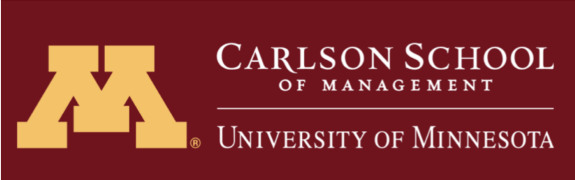 M®
CARLSON SCHOOL
OF MANAGEMENT
UNIVERSITY OF MINNESOTA